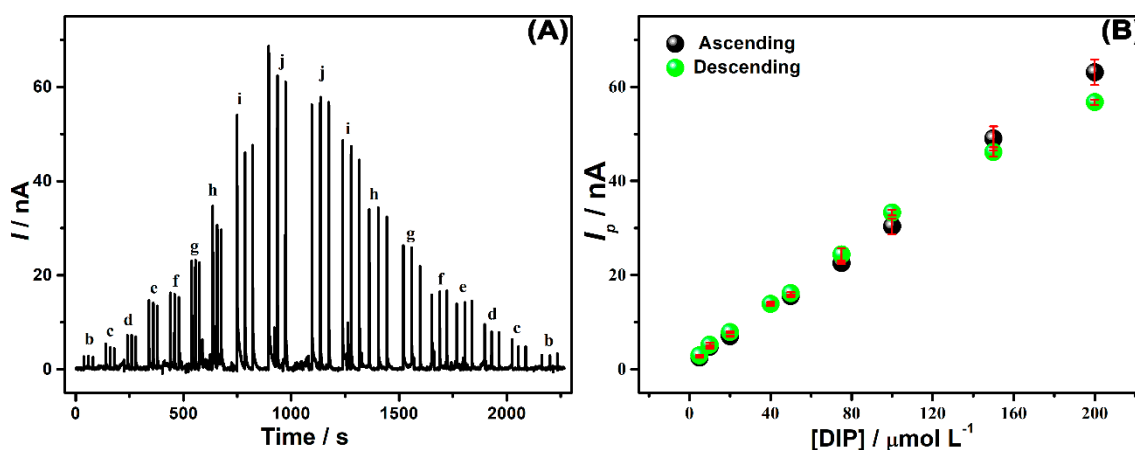 (A)
I / nA
60
40
20
0
b
c
d
c
f
g
h
i
j
j
i
h
g
f
e
d
c
b
0
500
1000
1500
2000
Time / s
(B)
Ascending
Descending
I_p / nA
60
40
20
0
0
40
80
120
160
200
[DIP] / μmol L⁻¹